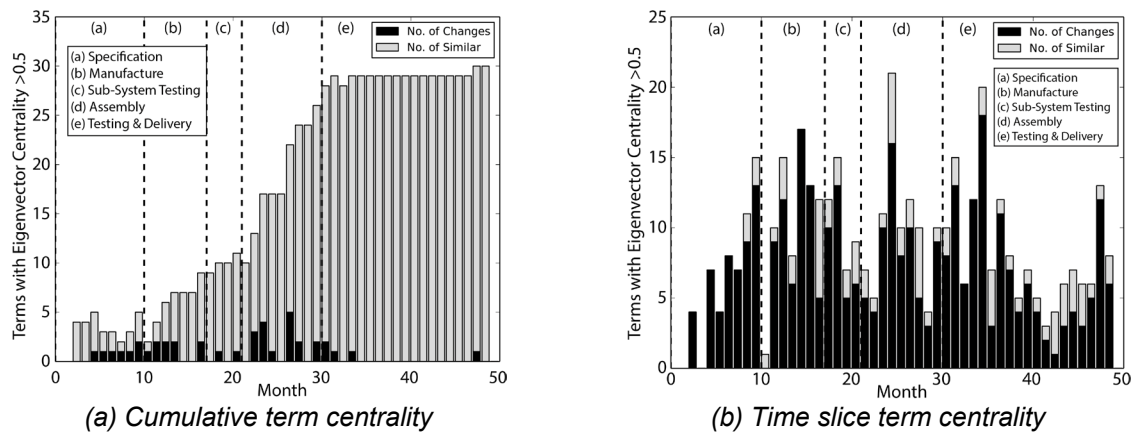 Terms with Eigenvector Centrality >0.5
35
30
25
20
15
10
5
0
(a)
(b)
(c)
(d)
(e)
No. of Changes
No. of Similar
(a) Specification
(b) Manufacture
(c) Sub-System Testing
(d) Assembly
(e) Testing & Delivery
0
10
20
30
40
50
Month
(a) Cumulative term centrality
Terms with Eigenvector Centrality >0.5
25
20
15
10
5
0
(a)
(b)
(c)
(d)
(e)
No. of Changes
No. of Similar
(a) Specification
(b) Manufacture
(c) Sub-System Testing
(d) Assembly
(e) Testing & Delivery
0
10
20
30
40
50
Month
(b) Time slice term centrality